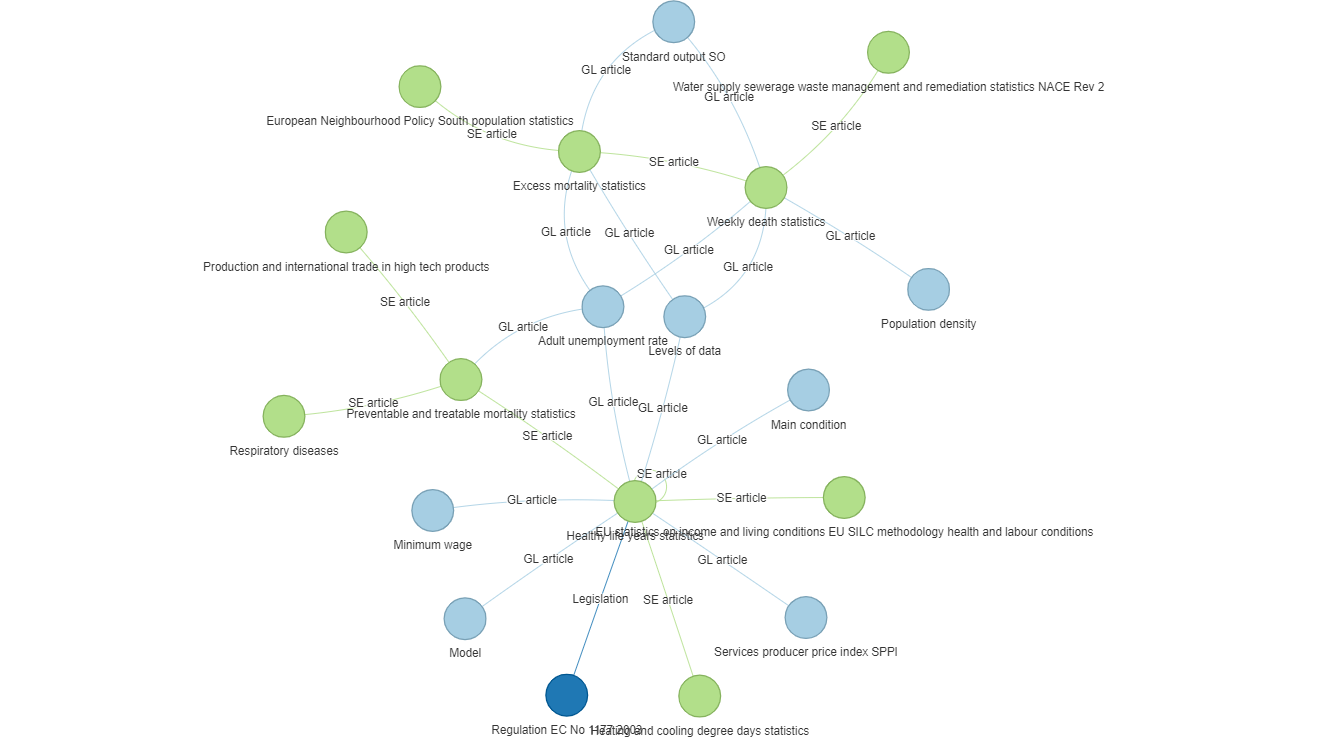 Standard output SO
GL article
Water supply sewerage waste management and remediation statistics NACE Rev 2
GL article
European Neighbourhood Policy South population statistics
SE article
SE article
SE article
Excess mortality statistics
Weekly death statistics
GL article
GL article
GL article
GL article
GL article
Production and international trade in high tech products
SE article
Population density
GL article
Adult unemployment rate
Levels of data
GL article
GL article
SE article
Preventable and treatable mortality statistics
Main condition
SE article
GL article
Respiratory diseases
SE article
GL article
SE article
EU statistics on income and living conditions EU SILC methodology health and labour conditions
Healthy life years statistics
Minimum wage
GL article
GL article
Legislation
SE article
Model
Services producer price index SPPI
Regulation EC No 1177 2003
Heating and cooling degree days statistics